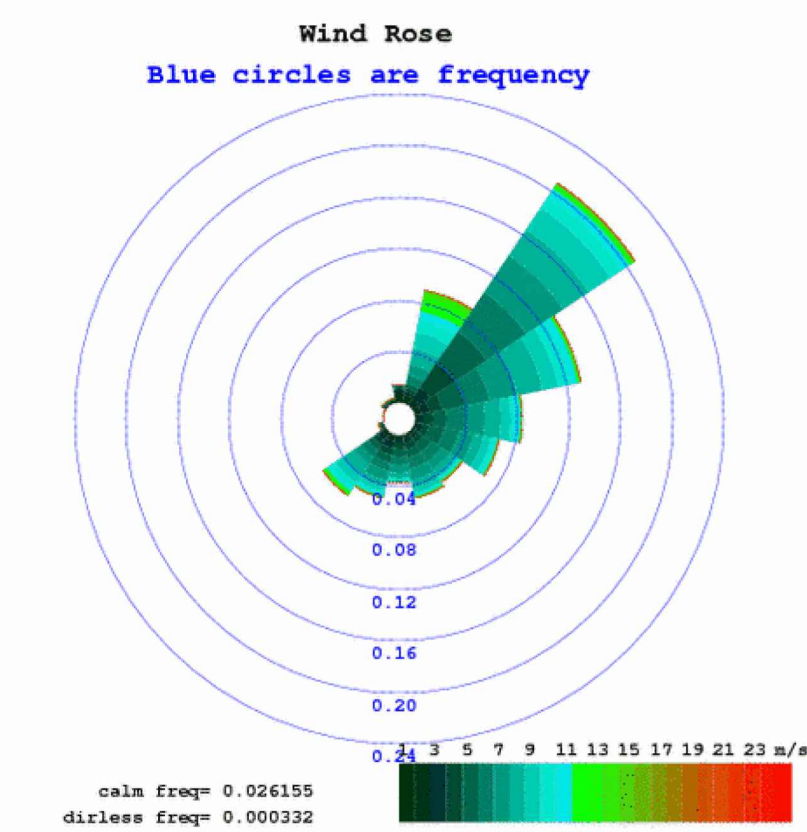 Wind Rose
Blue circles are frequency
0.04
0.08
0.12
0.16
0.20
0.24
1 3 5 7 9 11 13 15 17 19 21 23 m/s
calm freq= 0.026155
dirless freq= 0.000332